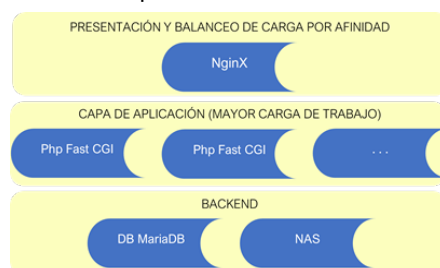 PRESENTACIÓN Y BALANCEO DE CARGA POR AFINIDAD
NginX
CAPA DE APLICACIÓN (MAYOR CARGA DE TRABAJO)
Php Fast CGI Php Fast CGI . . .
BACKEND
DB MariaDB NAS